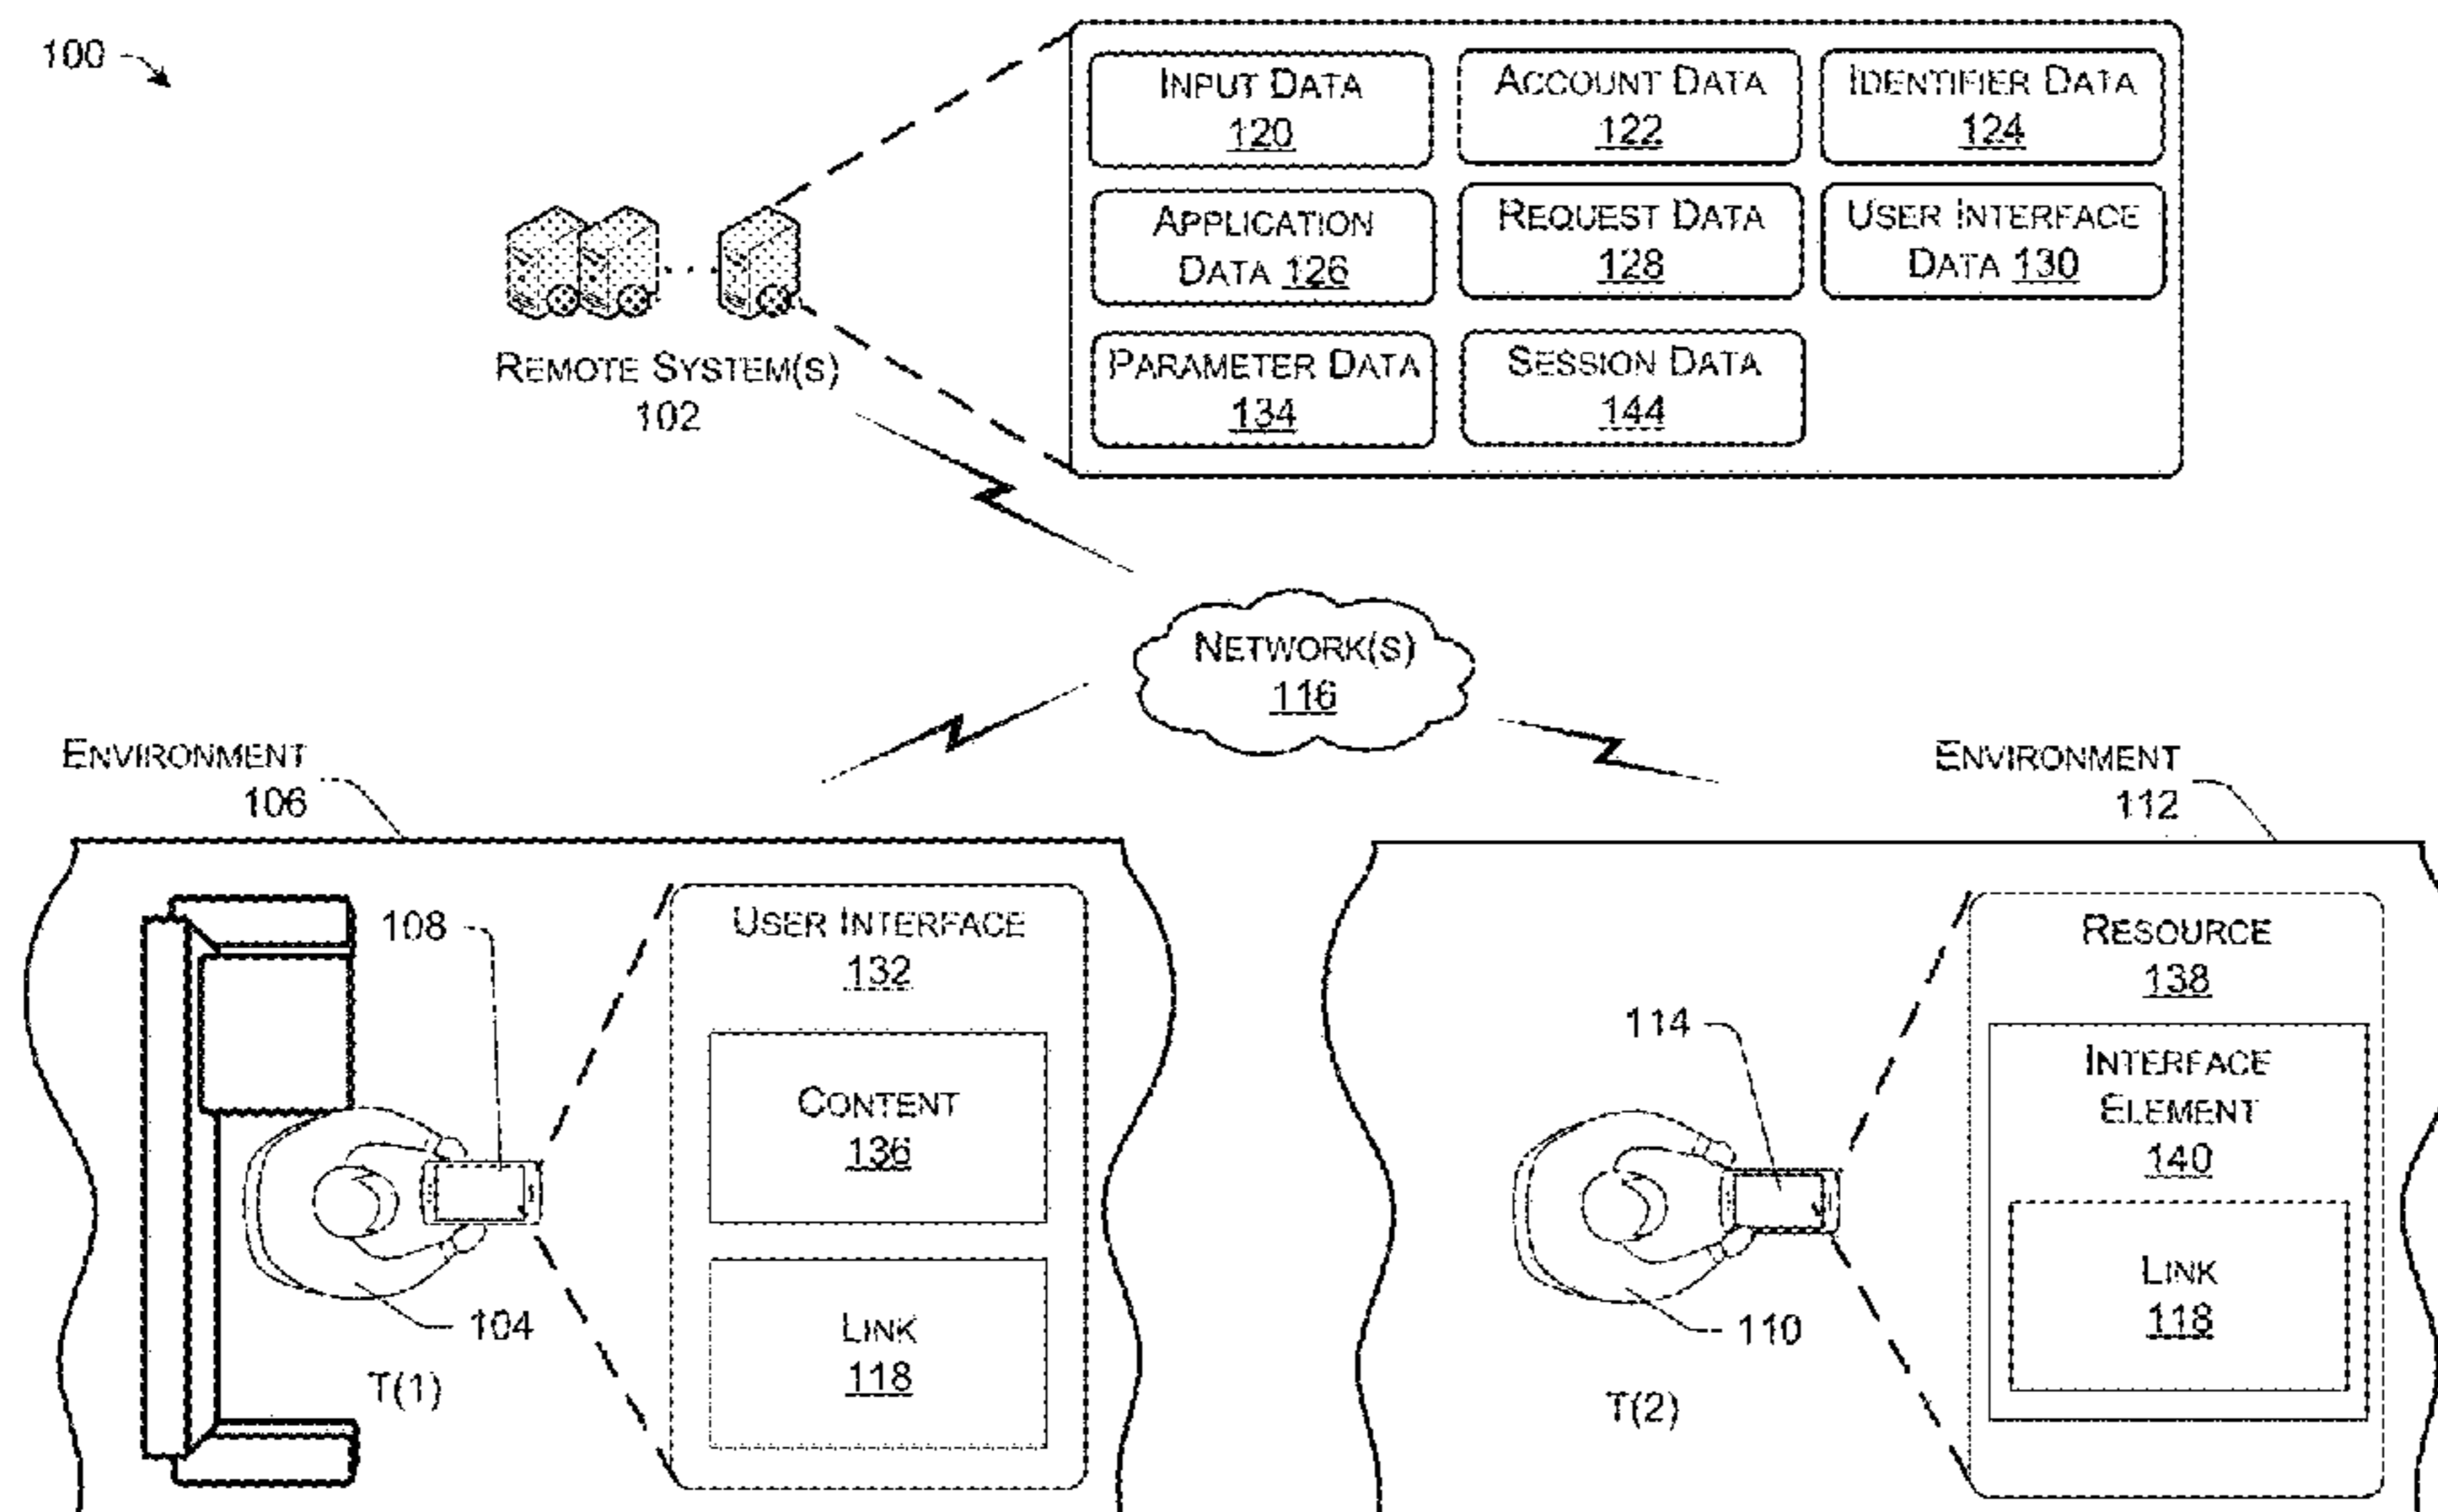 100
INPUT DATA
120
ACCOUNT DATA
122
IDENTIFIER DATA
124
APPLICATION
DATA 126
REQUEST DATA
128
USER INTERFACE
DATA 130
PARAMETER DATA
134
SESSION DATA
144
REMOTE SYSTEM(S)
102
NETWORK(S)
116
ENVIRONMENT
106
ENVIRONMENT
112
108
USER INTERFACE
132
CONTENT
136
LINK
118
104
T(1)
114
RESOURCE
138
INTERFACE
ELEMENT
140
LINK
118
110
T(2)